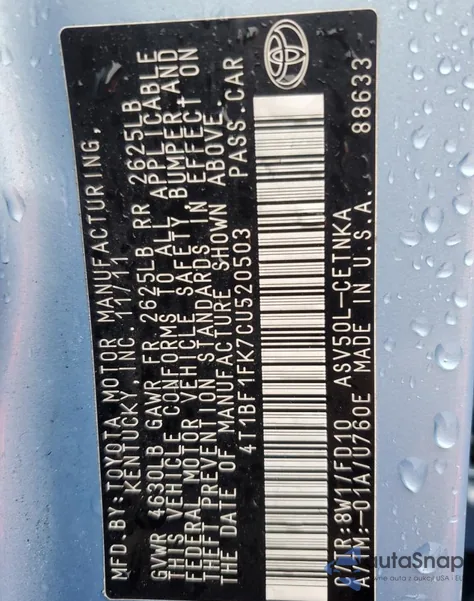 MFD BY: TOYOTA MOTOR MANUFACTURING,
KENTUCKY, INC. 11/11
GVWR 4630LB GAWR FR 2625LB RR 2625LB
THIS VEHICLE CONFORMS TO ALL APPLICABLE
FEDERAL MOTOR VEHICLE SAFETY, BUMPER AND
THEFT PREVENTION STANDARDS IN EFFECT ON
THE DATE OF MANUFACTURE SHOWN ABOVE.
4T1BF1FK7CU520503 PASS.CAR
C/TR:8W1/FD10 ASV50L-CETNKA
A/TM:-01A/U760E MADE IN U.S.A. 88633
autaSnap